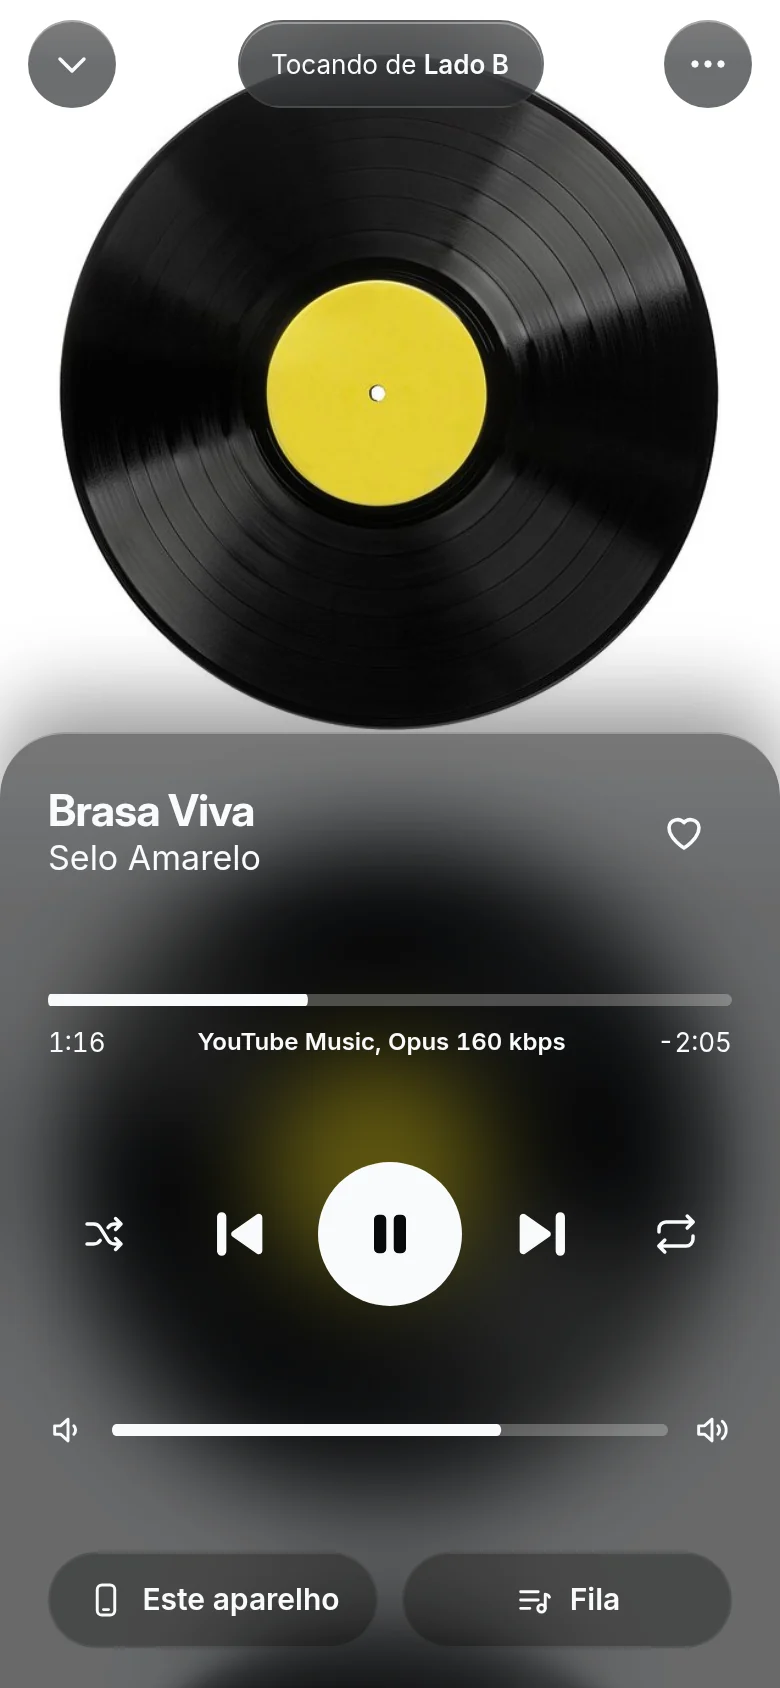 Tocando de Lado B
Brasa Viva
Selo Amarelo
1:16
YouTube Music, Opus 160 kbps
-2:05
Este aparelho
Fila